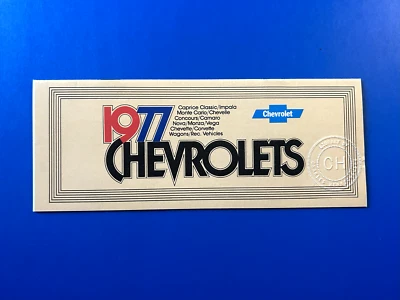 1977
Caprice Classic/Impala
Monte Carlo/Chevelle
Concours/Camaro
Nova/Monza/Vega
Chevette/Corvette
Wagons/Rec. Vehicles
Chevrolet
CHEVROLETS
CH